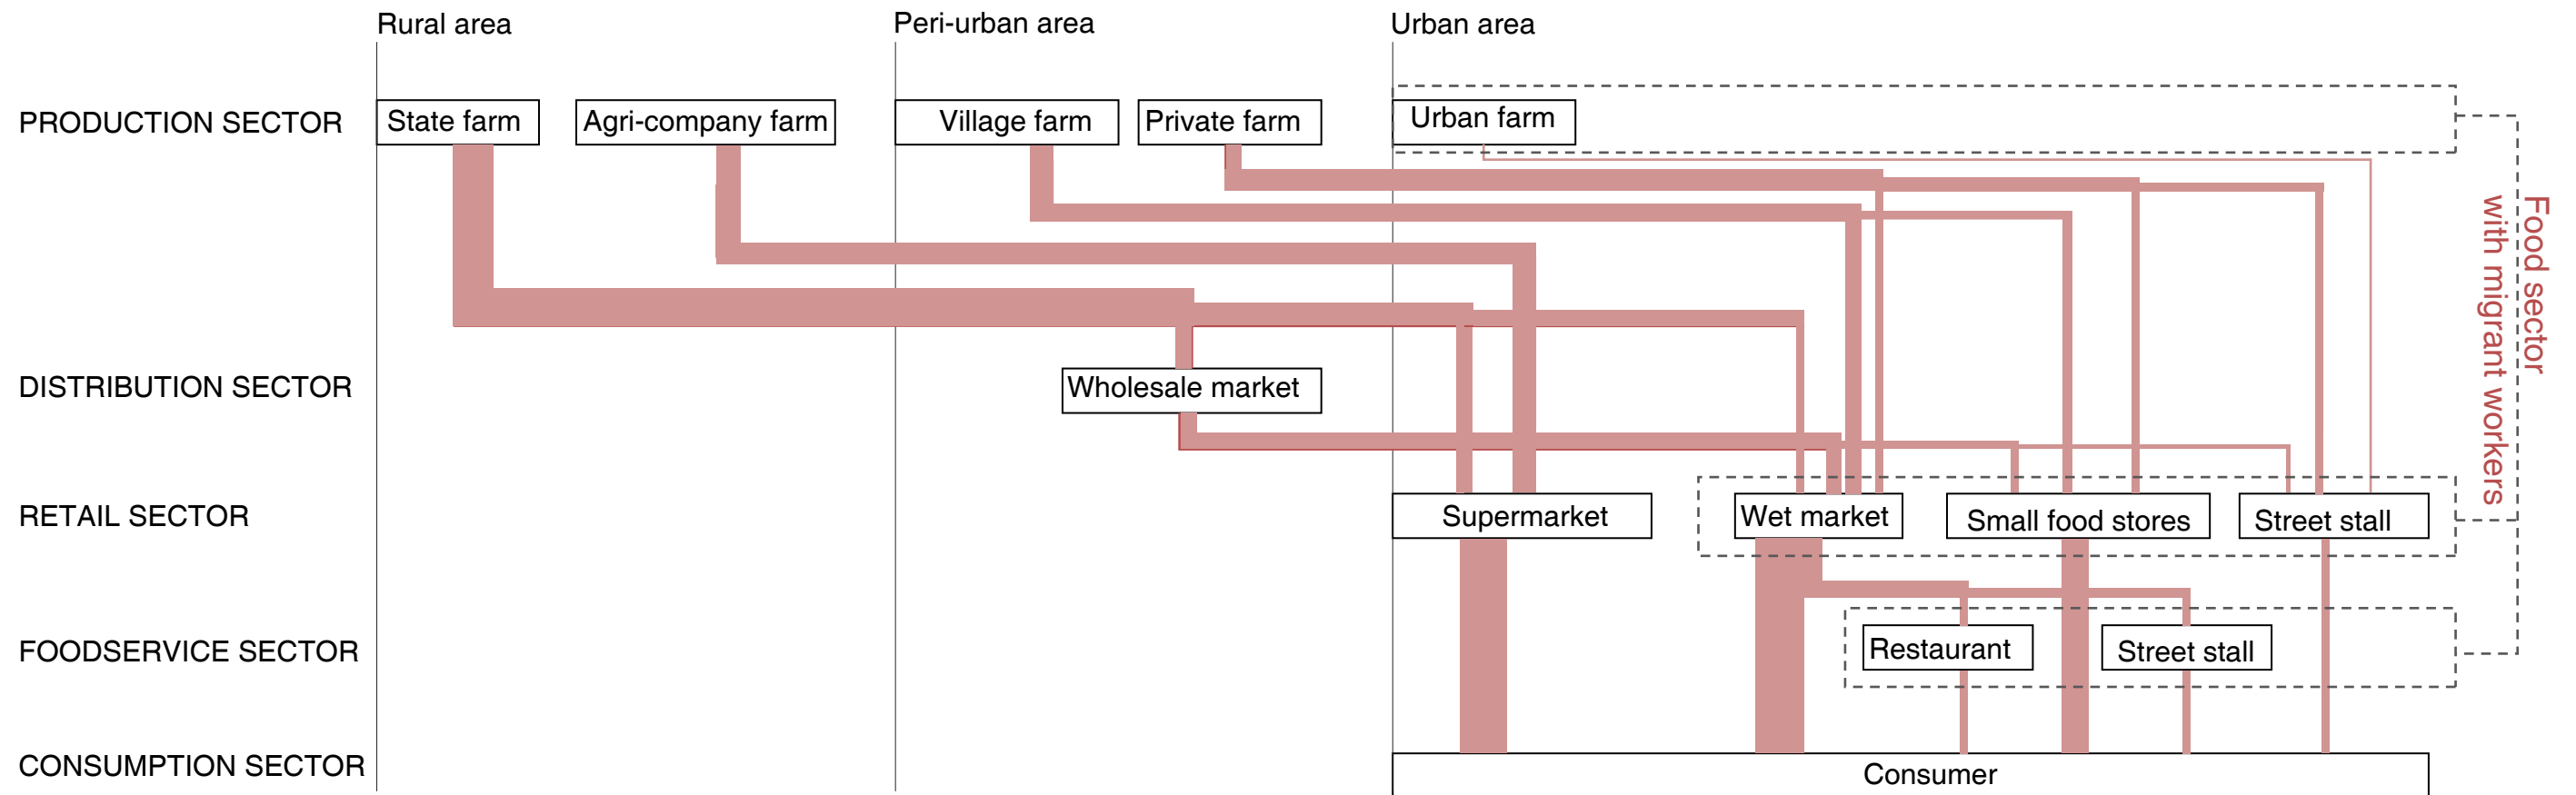 Rural area
Peri-urban area
Urban area
PRODUCTION SECTOR
State farm
Agri-company farm
Village farm
Private farm
Urban farm
Food sector
with migrant workers
DISTRIBUTION SECTOR
Wholesale market
RETAIL SECTOR
Supermarket
Wet market
Small food stores
Street stall
FOODSERVICE SECTOR
Restaurant
Street stall
CONSUMPTION SECTOR
Consumer